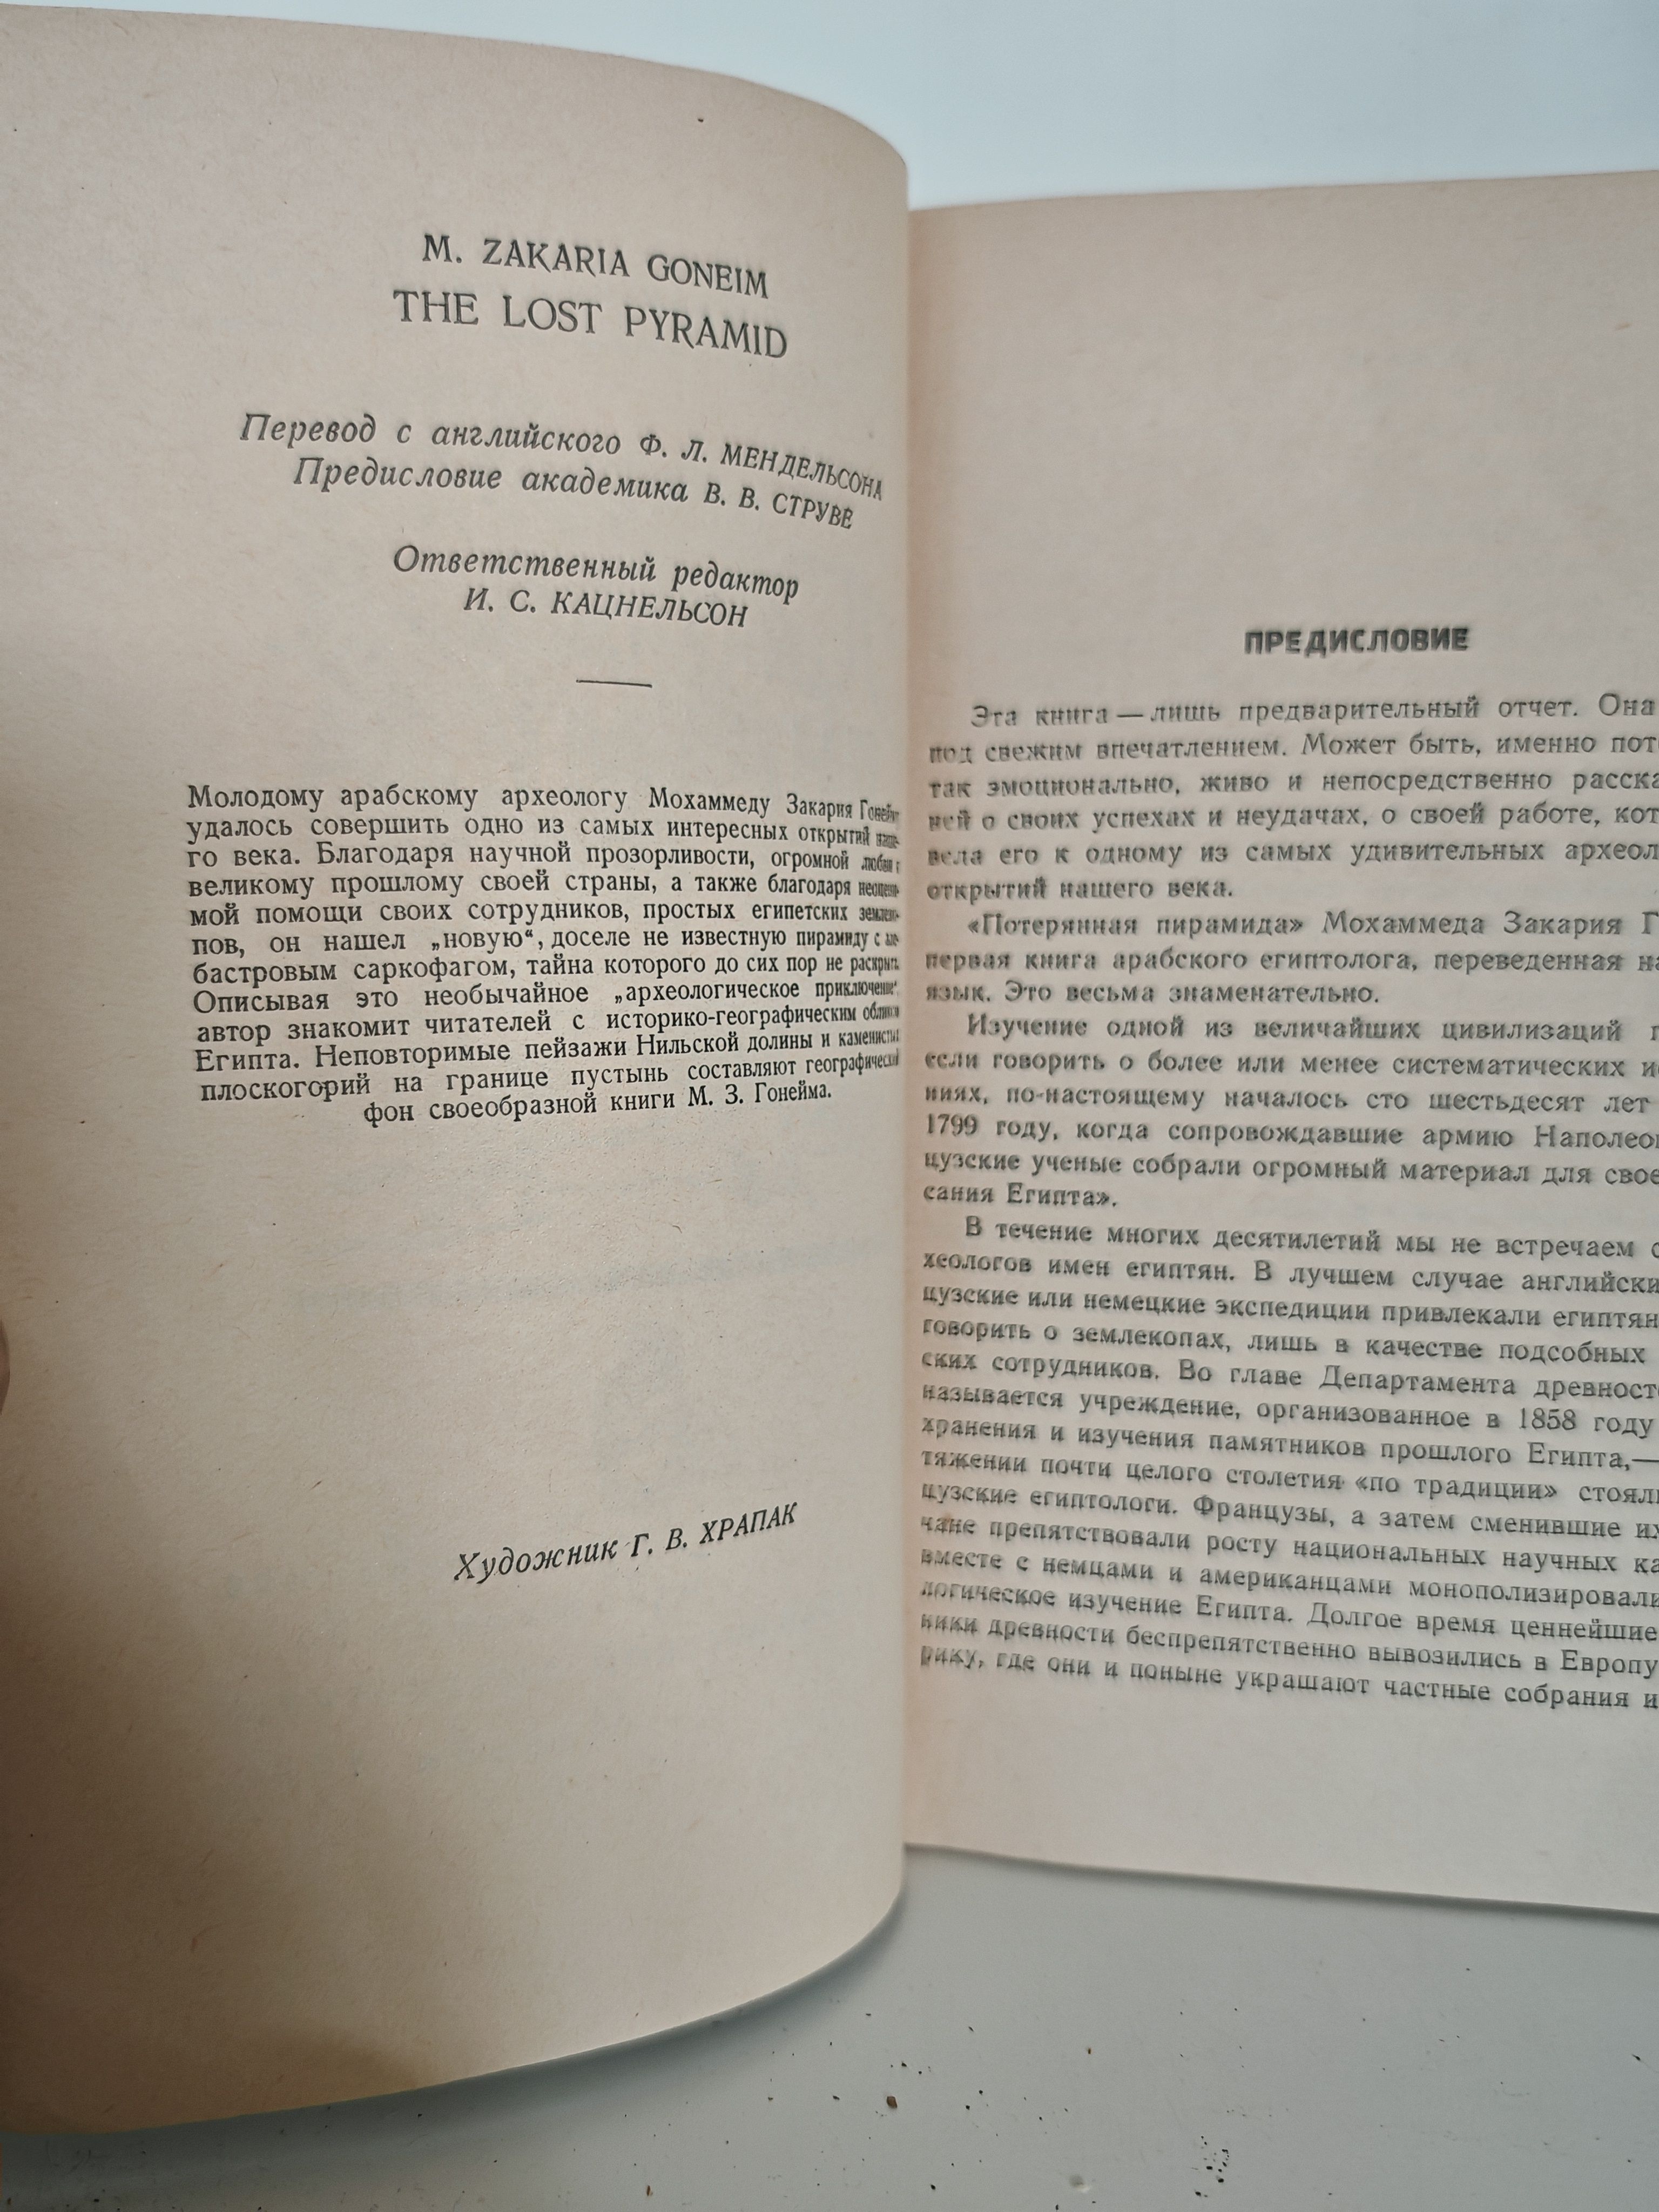 M. ZAKARIA GONEIM
THE LOST PYRAMID
Перевод с английского Ф. Л. МЕНДЕЛЬСОНА
Предисловие академика В. В. СТРУВЕ
Ответственный редактор
И. С. КАЦНЕЛЬСОН
Молодому арабскому археологу Мохаммеду Закария
удалось совершить одно из самых интересных открытий наше-
го века. Благодаря научной прозорливости, огромной любви к
великому прошлому своей страны, а также благодаря неоцени-
мой помощи своих сотрудников, простых египетских землеко-
пов, он нашел „новую“, доселе не известную пирамиду с але-
бастровым саркофагом, тайна которого до сих пор не раскрыта.
Описывая это необычайное „археологическое приключение“,
автор знакомит читателей с историко-географическим обликом
Египта. Неповторимые пейзажи Нильской долины и каменистых
плоскогорий на границе пустынь составляют географический
фон своеобразной книги М. З. Гонейма.
Художник Г. В. ХРАПАК
ПРЕДИСЛОВИЕ
Эта книга — лишь предварительный отчет. Она
под свежим впечатлением. Может быть, именно пот
так эмоционально, живо и непосредственно расска
ней о своих успехах и неудачах, о своей работе, кот
вела его к одному из самых удивительных археол
открытий нашего века.
«Потерянная пирамида» Мохаммеда Закария Г
первая книга арабского египтолога, переведенная на
язык. Это весьма знаменательно.
Изучение одной из величайших цивилизаций
если говорить о более или менее систематических
ниях, по-настоящему началось сто шестьдесят лет
1799 году, когда сопровождавшие армию Наполеон
цузские ученые собрали огромный материал для свое
сания Египта».
В течение многих десятилетий мы не встречаем
хеологов имен египтян. В лучшем случае английски
цузские или немецкие экспедиции привлекали египтян
говорить о землекопах, лишь в качестве подсобных
ских сотрудников. Во главе Департамента древност
называется учреждение, организованное в 1858 году
хранения и изучения памятников прошлого Египта,—
тяжении почти целого столетия «по традиции» стоял
цузские египтологи. Французы, а затем сменившие их
чане препятствовали росту национальных научных ка
вместе с немцами и американцами монополизировали
логическое изучение Египта. Долгое время ценнейшие
ники древности беспрепятственно вывозились в Европу
рику, где они и поныне украшают частные собрания и